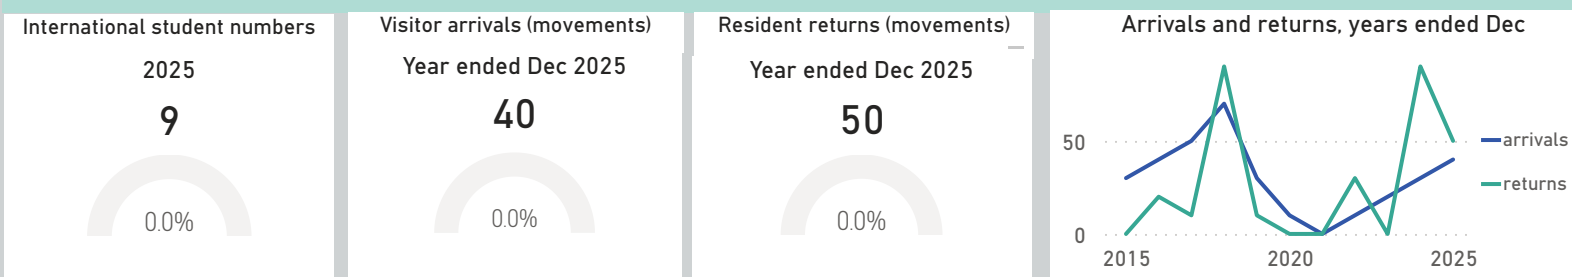 International student numbers
2025
9
0.0%
Visitor arrivals (movements)
Year ended Dec 2025
40
0.0%
Resident returns (movements)
Year ended Dec 2025
50
0.0%
Arrivals and returns, years ended Dec
50
0
2015 2020 2025
arrivals
returns